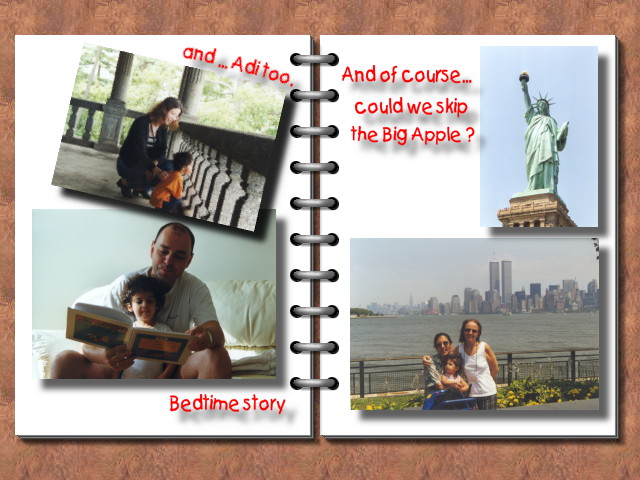 and ... Adi too.
Bedtime story
And of course...
could we skip
the Big Apple ?